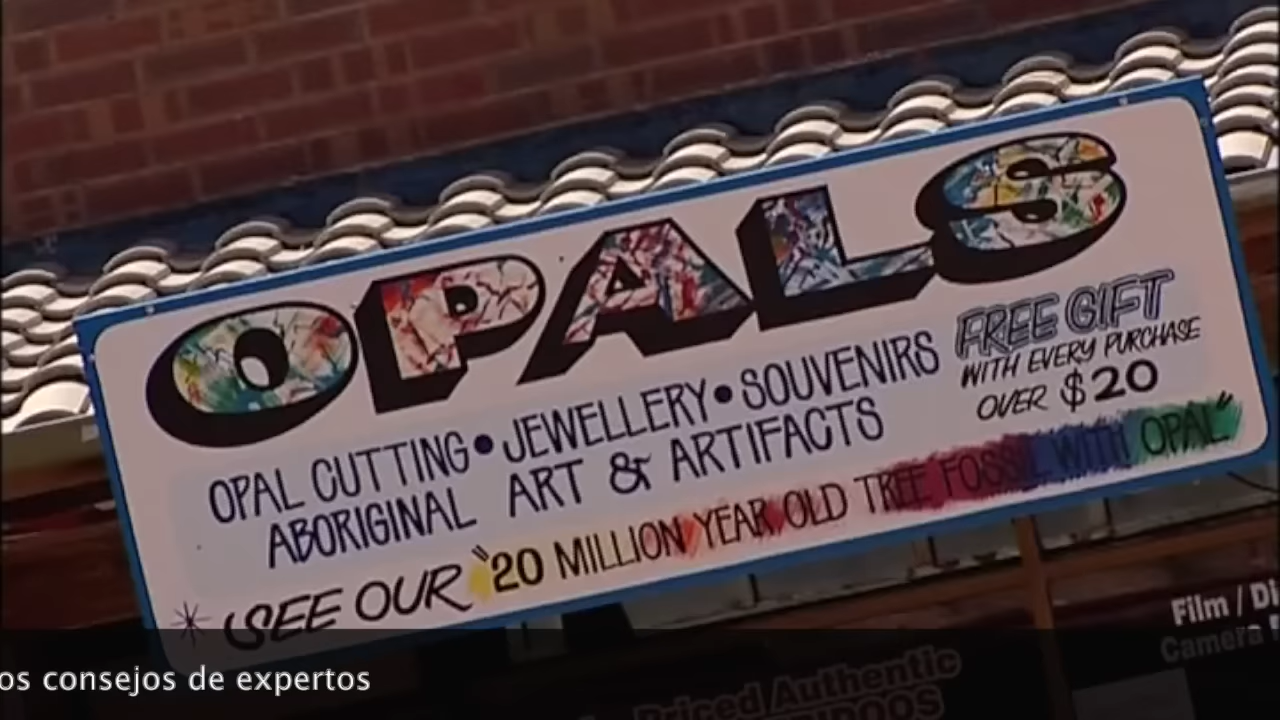 OPALS
OPAL CUTTING • JEWELLERY • SOUVENIRS
ABORIGINAL ART & ARTIFACTS
FREE GIFT
WITH EVERY PURCHASE
OVER $20
* SEE OUR "20 MILLION YEAR OLD TREE FOSSIL WITH OPAL"
Film / Di
Camera
Priced Authentic
os consejos de expertos